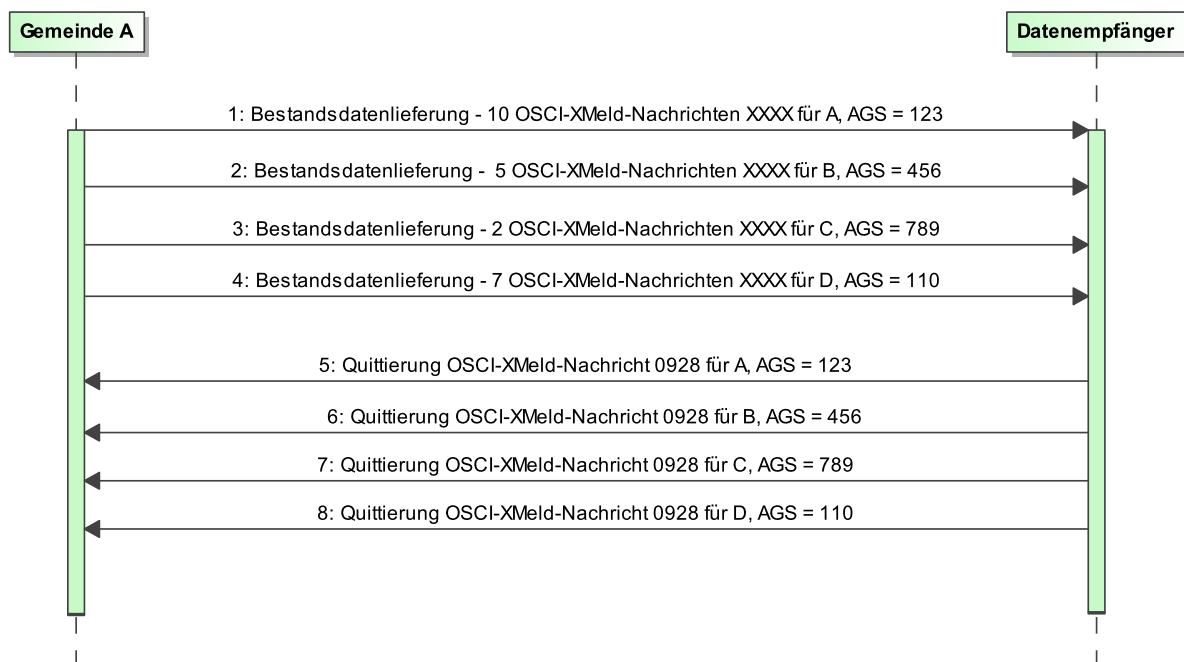 Gemeinde A
Datenempfänger
1: Bestandsdatenlieferung - 10 OSCI-XMeld-Nachrichten XXXX für A, AGS = 123
2: Bestandsdatenlieferung - 5 OSCI-XMeld-Nachrichten XXXX für B, AGS = 456
3: Bestandsdatenlieferung - 2 OSCI-XMeld-Nachrichten XXXX für C, AGS = 789
4: Bestandsdatenlieferung - 7 OSCI-XMeld-Nachrichten XXXX für D, AGS = 110
5: Quittierung OSCI-XMeld-Nachricht 0928 für A, AGS = 123
6: Quittierung OSCI-XMeld-Nachricht 0928 für B, AGS = 456
7: Quittierung OSCI-XMeld-Nachricht 0928 für C, AGS = 789
8: Quittierung OSCI-XMeld-Nachricht 0928 für D, AGS = 110